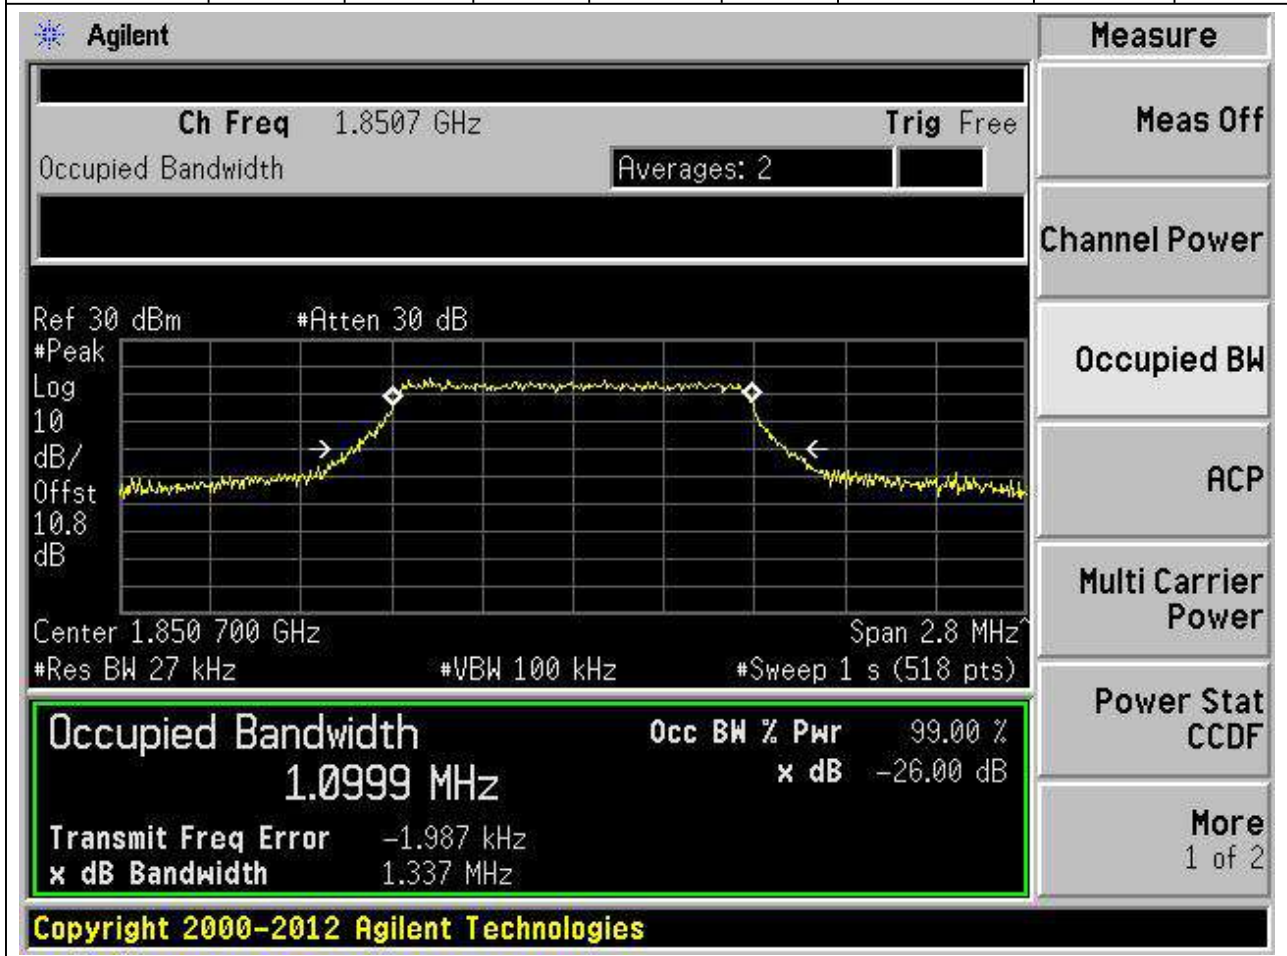 Agilent
Measure
Ch Freq 1.8507 GHz Trig Free
Occupied Bandwidth Averages: 2
Meas Off
Channel Power
Occupied BW
ACP
Multi Carrier
Power
Power Stat
CCDF
More
1 of 2
Ref 30 dBm #Atten 30 dB
#Peak
Log
10
dB/
Offst
10.8
dB
Center 1.850 700 GHz Span 2.8 MHz^
#Res BW 27 kHz #VBW 100 kHz #Sweep 1 s (518 pts)
Occupied Bandwidth Occ BW % Pwr 99.00 %
1.0999 MHz x dB -26.00 dB
Transmit Freq Error -1.987 kHz
x dB Bandwidth 1.337 MHz
Copyright 2000-2012 Agilent Technologies